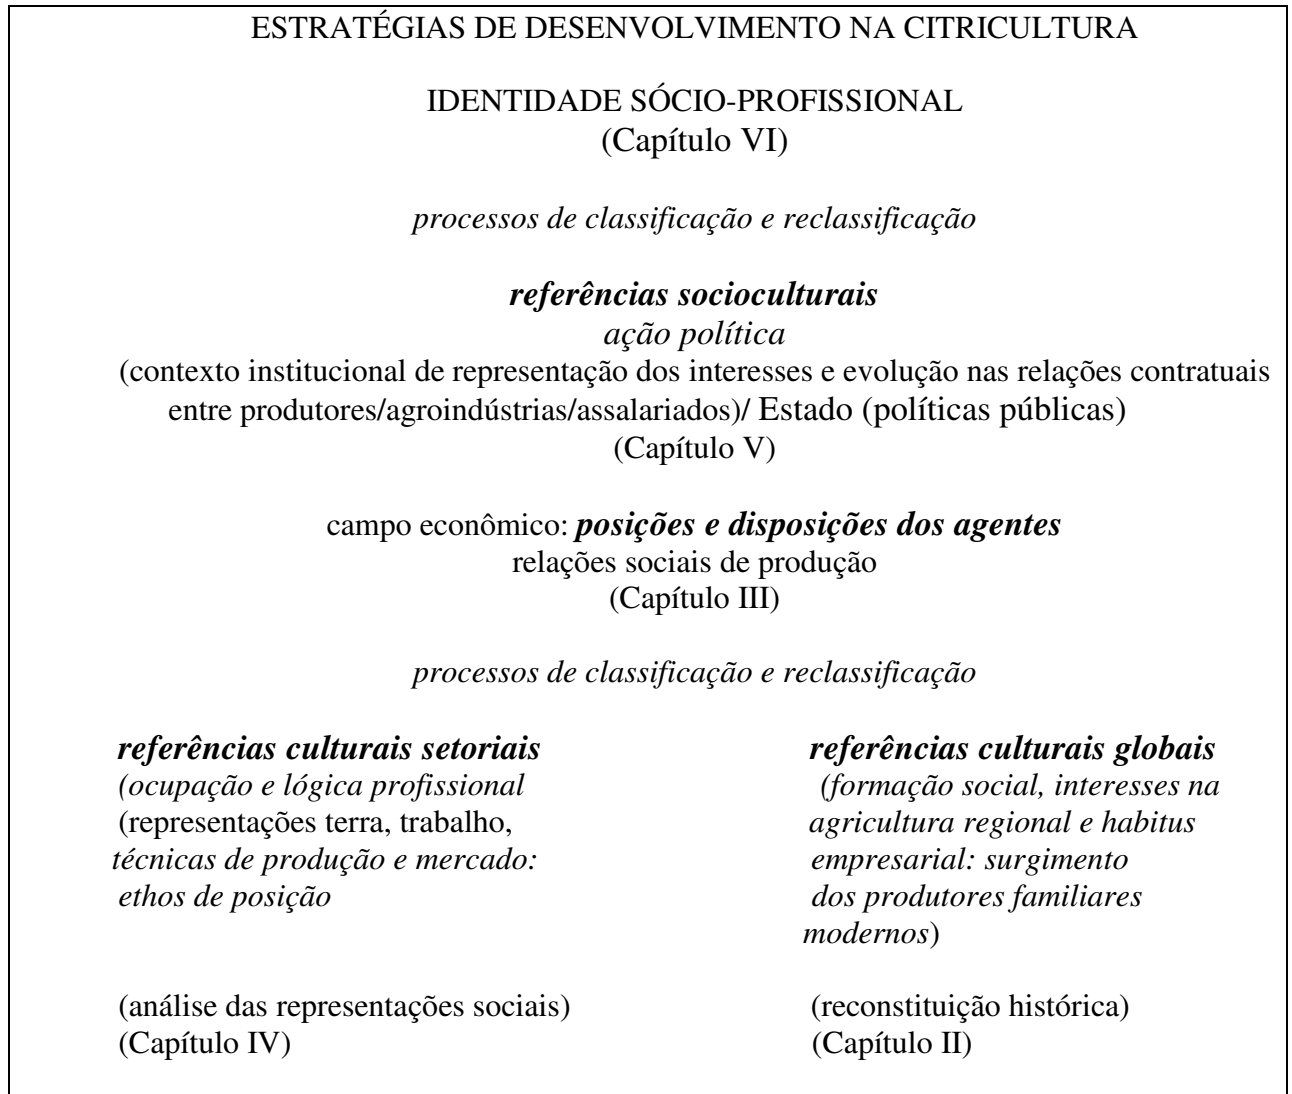 ESTRATÉGIAS DE DESENVOLVIMENTO NA CITRICULTURA
IDENTIDADE SÓCIO-PROFISSIONAL
(Capítulo VI)
processos de classificação e reclassificação
referências socioculturais
ação política
(contexto institucional de representação dos interesses e evolução nas relações contratuais
entre produtores/agroindústrias/assalariados)/ Estado (políticas públicas)
(Capítulo V)
campo econômico: posições e disposições dos agentes
relações sociais de produção
(Capítulo III)
processos de classificação e reclassificação
referências culturais setoriais
(ocupação e lógica profissional
(representações terra, trabalho,
técnicas de produção e mercado:
ethos de posição
(análise das representações sociais)
(Capítulo IV)
referências culturais globais
(formação social, interesses na
agricultura regional e habitus
empresarial: surgimento
dos produtores familiares
modernos)
(reconstituição histórica)
(Capítulo II)